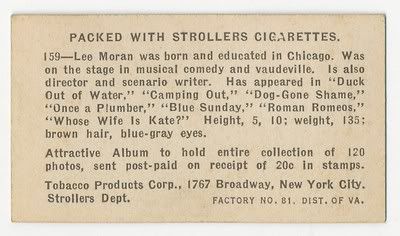 PACKED WITH STROLLERS CIGARETTES.
159—Lee Moran was born and educated in Chicago. Was
on the stage in musical comedy and vaudeville. Is also
director and scenario writer. Has appeared in "Duck
Out of Water," "Camping Out," "Dog-Gone Shame,"
"Once a Plumber," "Blue Sunday," "Roman Romeos,"
"Whose Wife Is Kate?" Height, 5, 10; weight, 135;
brown hair, blue-gray eyes.
Attractive Album to hold entire collection of 120
photos, sent post-paid on receipt of 20c in stamps.
Tobacco Products Corp., 1767 Broadway, New York City.
Strollers Dept. FACTORY NO. 81. DIST. OF VA.